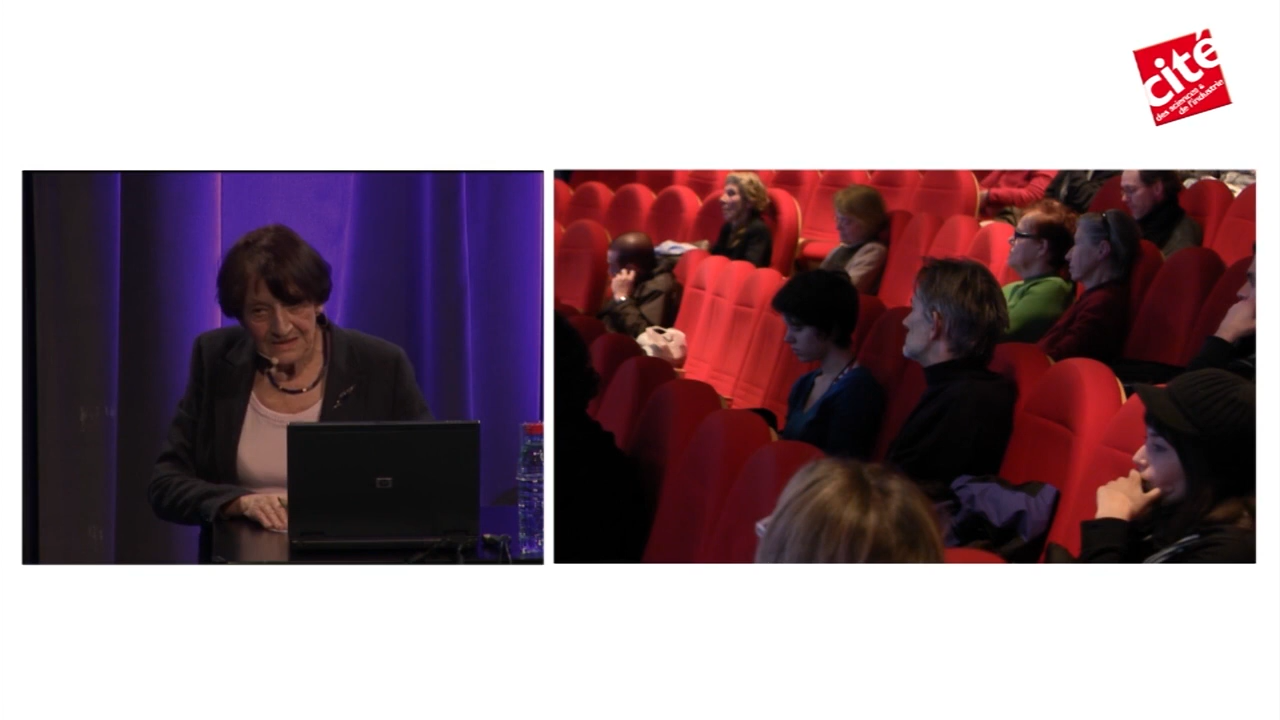 cité
des sciences &
de l'industrie